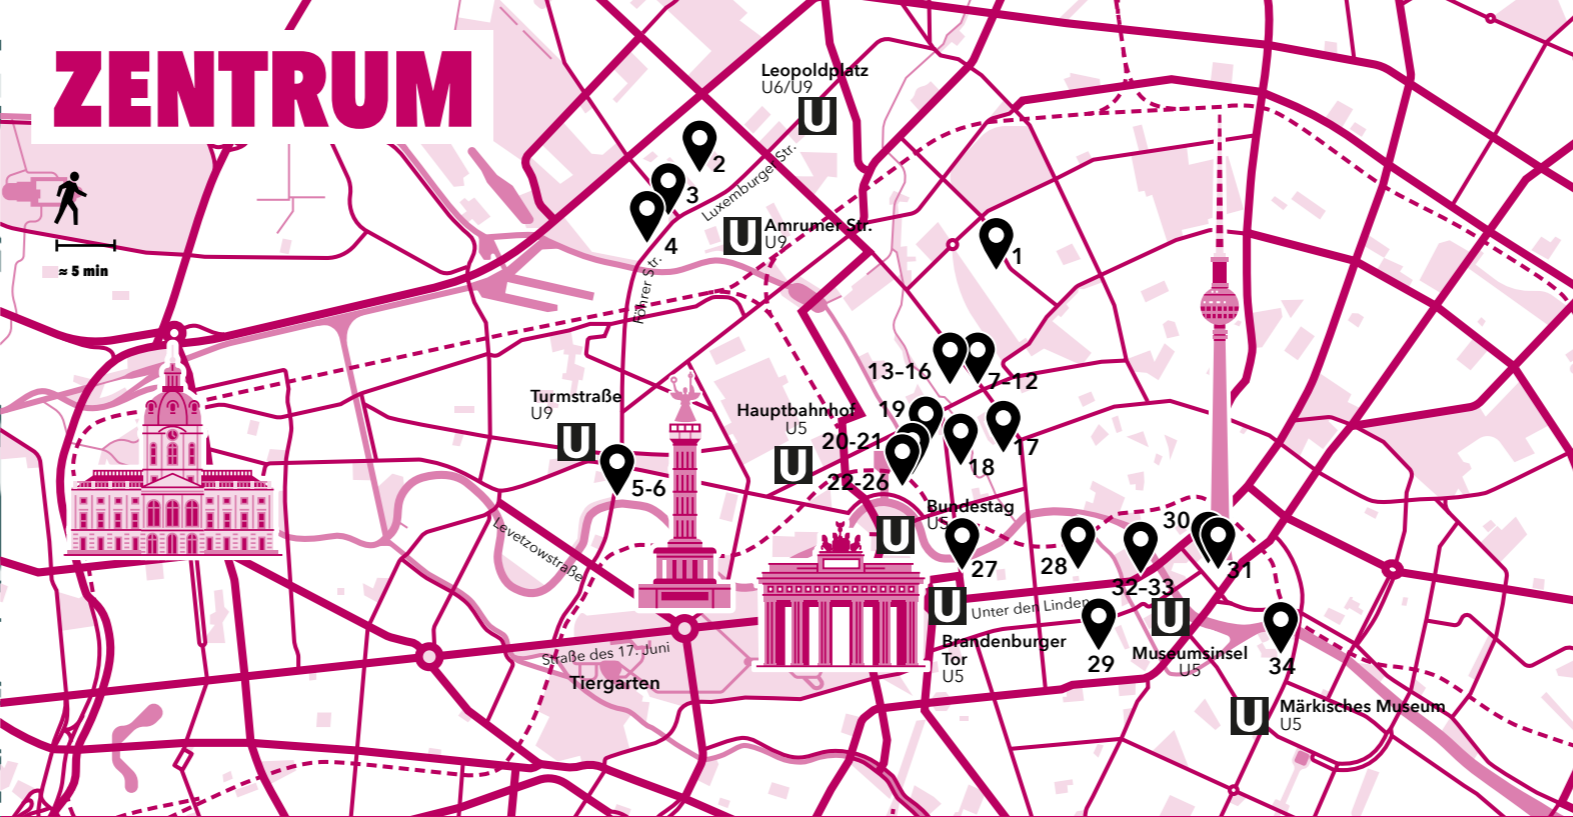 ZENTRUM
≈ 5 min
Leopoldplatz
U6/U9
U
2
3
4
Luxemburger Str.
U
Amrumer Str.
U9
1
Föhrer Str.
13-16
7-12
Turmstraße
U9
U
5-6
Hauptbahnhof
U5
U
19
20-21
22-26
18
17
Bundestag
U5
U
27
28
30
31
32-33
Levetzowstraße
U
Unter den Linden
Brandenburger
Tor
U5
29
U
Museumsinsel
U5
34
Straße des 17. Juni
Tiergarten
U
Märkisches Museum
U5